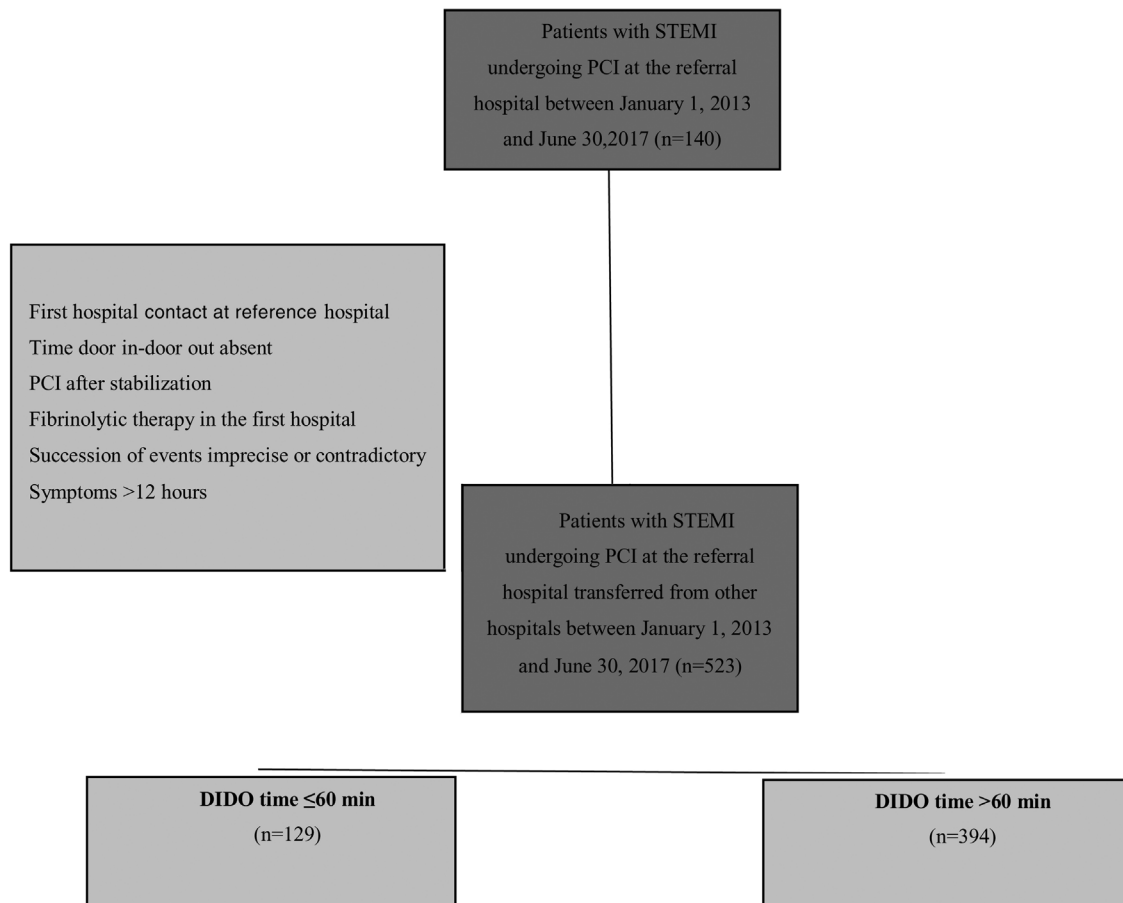 Patients with STEMI
undergoing PCI at the referral
hospital between January 1, 2013
and June 30,2017 (n=140)
First hospital contact at reference hospital
Time door in-door out absent
PCI after stabilization
Fibrinolytic therapy in the first hospital
Succession of events imprecise or contradictory
Symptoms >12 hours
Patients with STEMI
undergoing PCI at the referral
hospital transferred from other
hospitals between January 1, 2013
and June 30, 2017 (n=523)
DIDO time ≤60 min
(n=129)
DIDO time >60 min
(n=394)